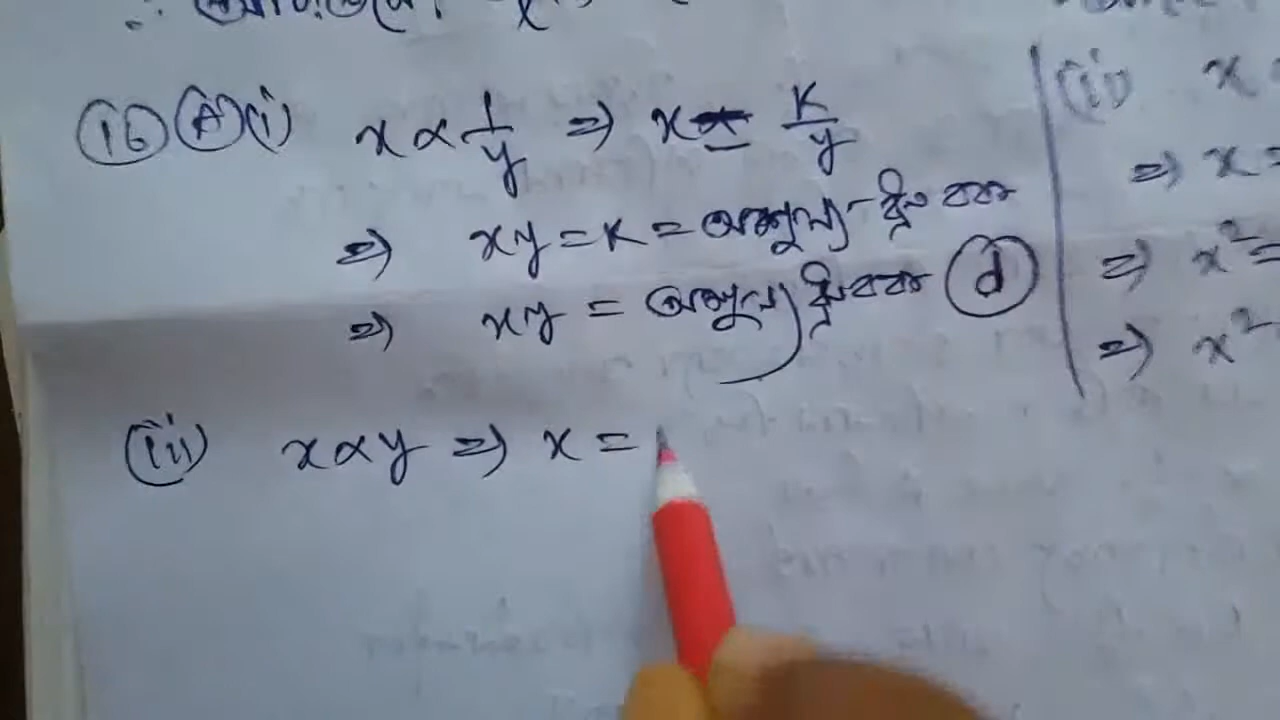 16 A (i) x ∝ 1/y ⇒ x = K/y
⇒ xy = K = অশূন্য ধ্রুবক
⇒ xy = অশূন্য ধ্রুবক (d)
(ii) x ∝ y ⇒ x =
(ii) x
⇒ x =
⇒ x² =
⇒ x²